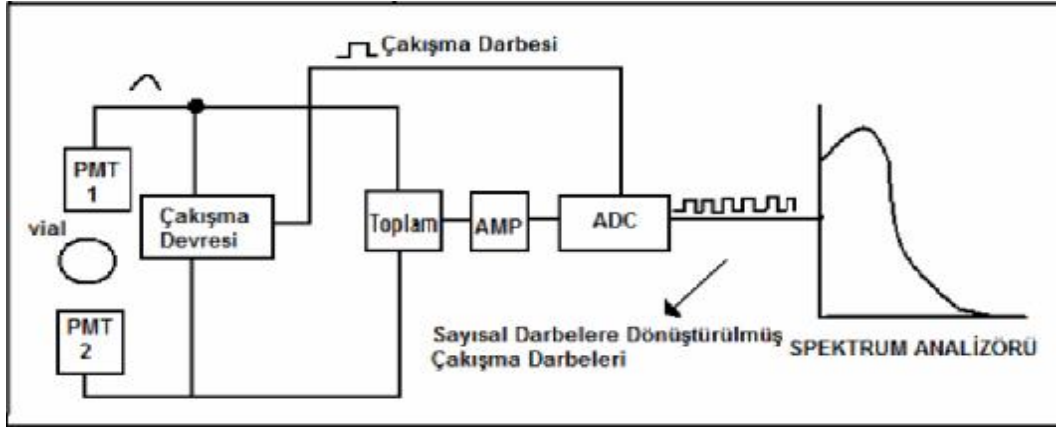 Çakışma Darbesi
PMT
1
vial
Çakışma
Devresi
Toplam
AMP
ADC
PMT
2
Sayısal Darbelere Dönüştürülmüş
Çakışma Darbeleri
SPEKTRUM ANALİZÖRÜ